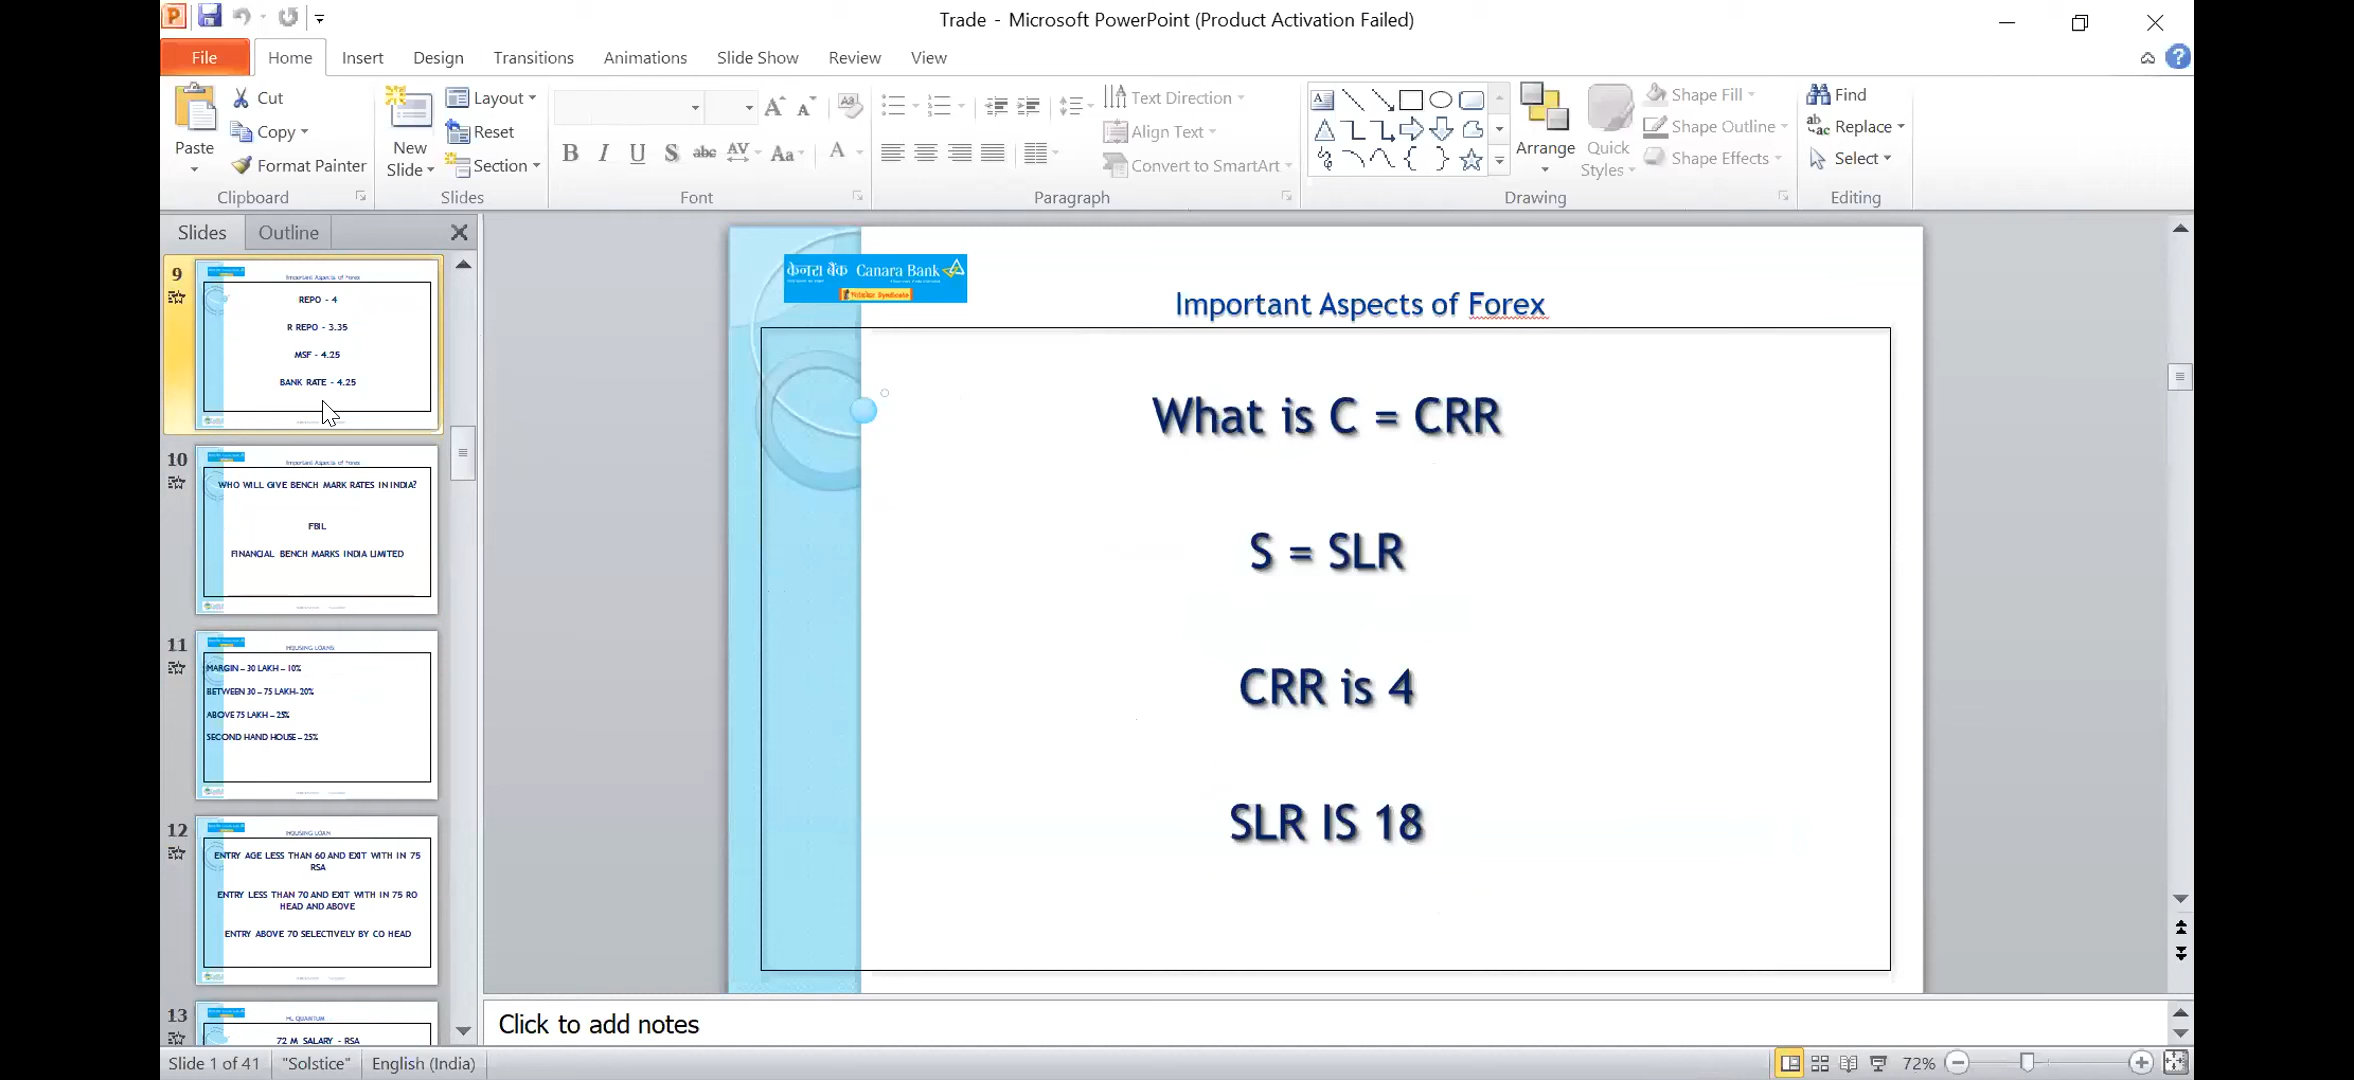 Trade - Microsoft PowerPoint (Product Activation Failed)
File Home Insert Design Transitions Animations Slide Show Review View
Paste
Cut
Copy
Format Painter
Clipboard
New Slide
Layout
Reset
Section
Slides
B I U S abc AV Aa A
Font
Text Direction
Align Text
Convert to SmartArt
Paragraph
Arrange
Quick Styles
Shape Fill
Shape Outline
Shape Effects
Drawing
Find
Replace
Select
Editing
Slides Outline
9
Important Aspects of Forex
REPO - 4
R REPO - 3.35
MSF - 4.25
BANK RATE - 4.25
10
Important Aspects of Forex
WHO WILL GIVE BENCH MARK RATES IN INDIA?
FBIL
FINANCIAL BENCH MARKS INDIA LIMITED
11
HOUSING LOANS
MARGIN – 30 LAKH – 10%
BETWEEN 30 – 75 LAKH- 20%
ABOVE 75 LAKH – 25%
SECOND HAND HOUSE – 25%
12
HOUSING LOAN
ENTRY AGE LESS THAN 60 AND EXIT WITH IN 75
RSA
ENTRY LESS THAN 70 AND EXIT WITH IN 75 RO
HEAD AND ABOVE
ENTRY ABOVE 70 SELECTIVELY BY CO HEAD
13
HL QUANTUM
72 M SALARY - RSA
केनरा बैंक Canara Bank
Syndicate
Important Aspects of Forex
What is C = CRR
S = SLR
CRR is 4
SLR IS 18
Click to add notes
Slide 1 of 41 "Solstice" English (India) 72%